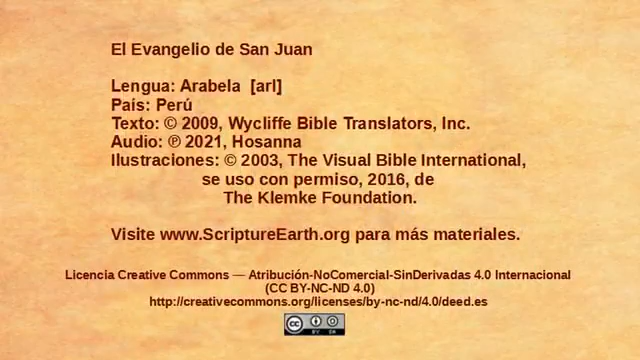 El Evangelio de San Juan
Lengua: Arabela [arl]
País: Perú
Texto: © 2009, Wycliffe Bible Translators, Inc.
Audio: ℗ 2021, Hosanna
Ilustraciones: © 2003, The Visual Bible International,
se uso con permiso, 2016, de
The Klemke Foundation.
Visite www.ScriptureEarth.org para más materiales.
Licencia Creative Commons — Atribución-NoComercial-SinDerivadas 4.0 Internacional
(CC BY-NC-ND 4.0)
http://creativecommons.org/licenses/by-nc-nd/4.0/deed.es
cc BY